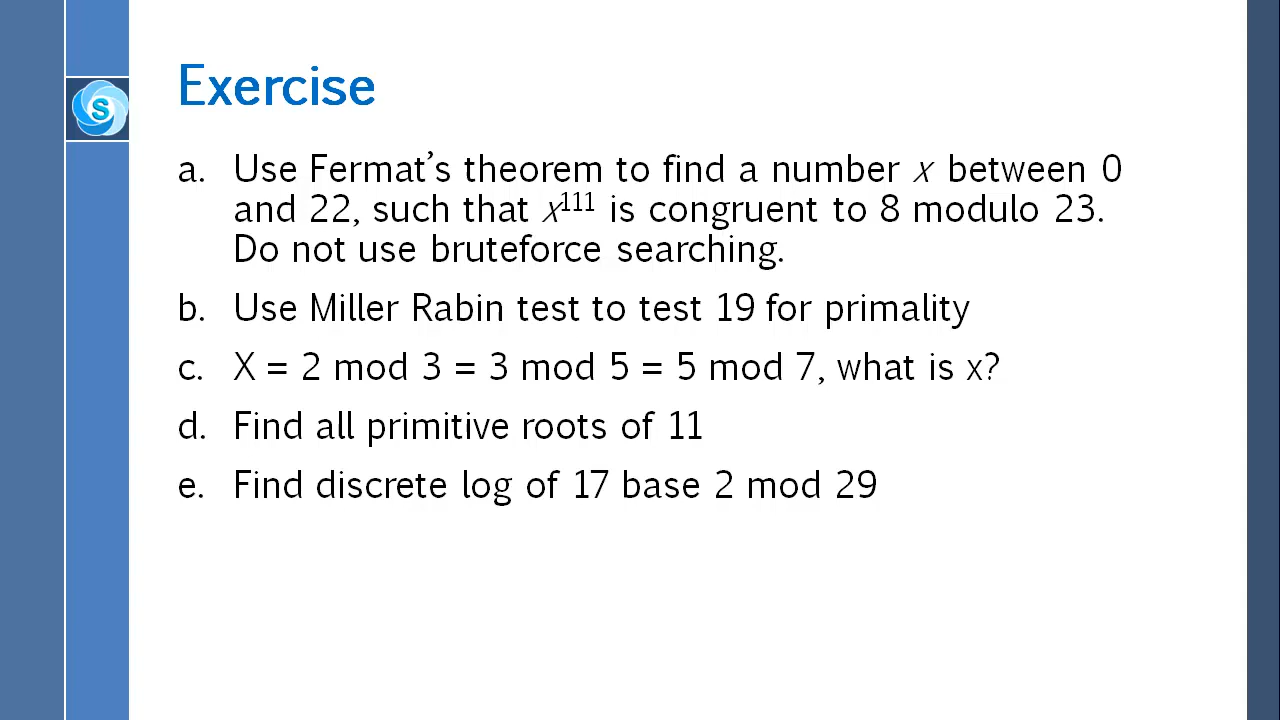 Exercise
S
a. Use Fermat’s theorem to find a number x between 0
and 22, such that x¹¹¹ is congruent to 8 modulo 23.
Do not use bruteforce searching.
b. Use Miller Rabin test to test 19 for primality
c. X = 2 mod 3 = 3 mod 5 = 5 mod 7, what is x?
d. Find all primitive roots of 11
e. Find discrete log of 17 base 2 mod 29